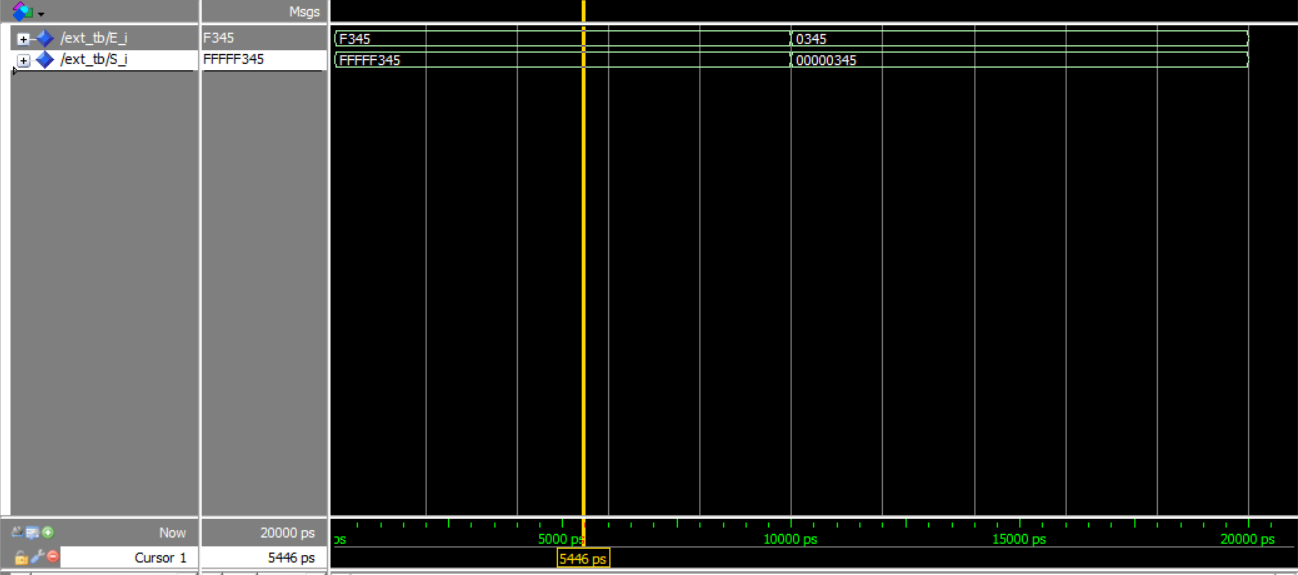 Msgs
/ext_tb/E_i F345 F345 0345
/ext_tb/S_i FFFFF345 FFFFF345 00000345
Now 20000 ps ps 5000 ps 10000 ps 15000 ps 20000 ps
Cursor 1 5446 ps 5446 ps